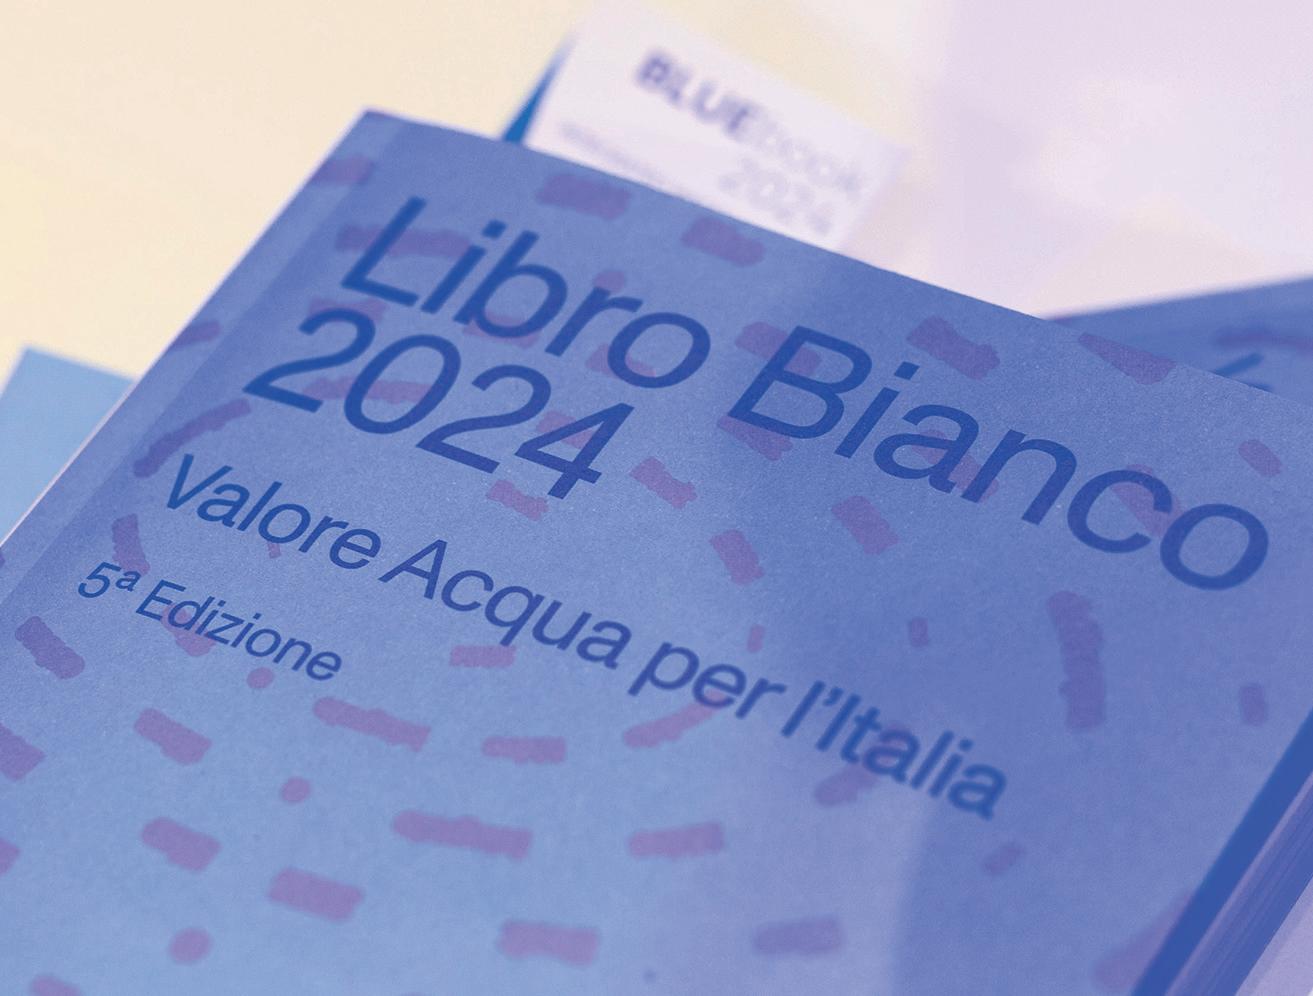 BLUEbook
2024
Libro Bianco
2024
Valore Acqua per l'Italia
5ª Edizione